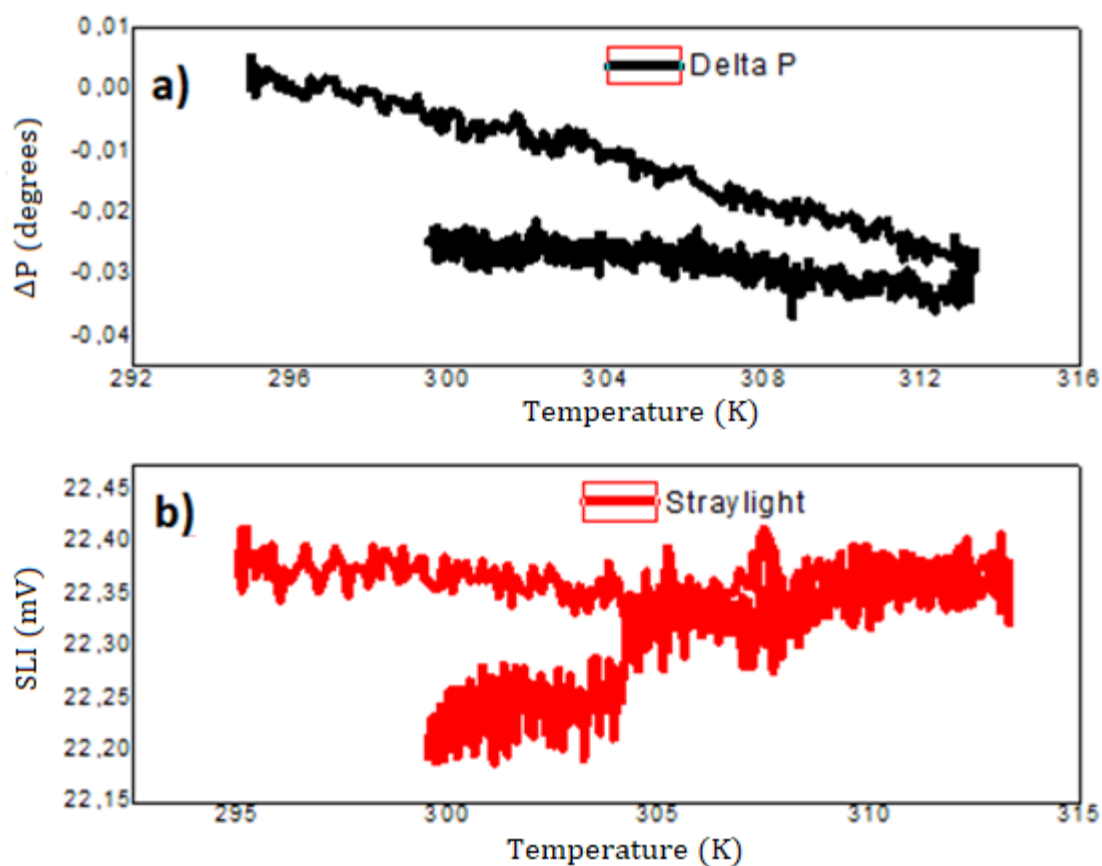 0,01
a)
Delta P
0,00
-0,01
-0,02
-0,03
-0,04
ΔP (degrees)
292 296 300 304 308 312 316
Temperature (K)
22,45
b)
Straylight
22,40
22,35
22,30
22,25
22,20
22,15
SLI (mV)
295 300 305 310 315
Temperature (K)